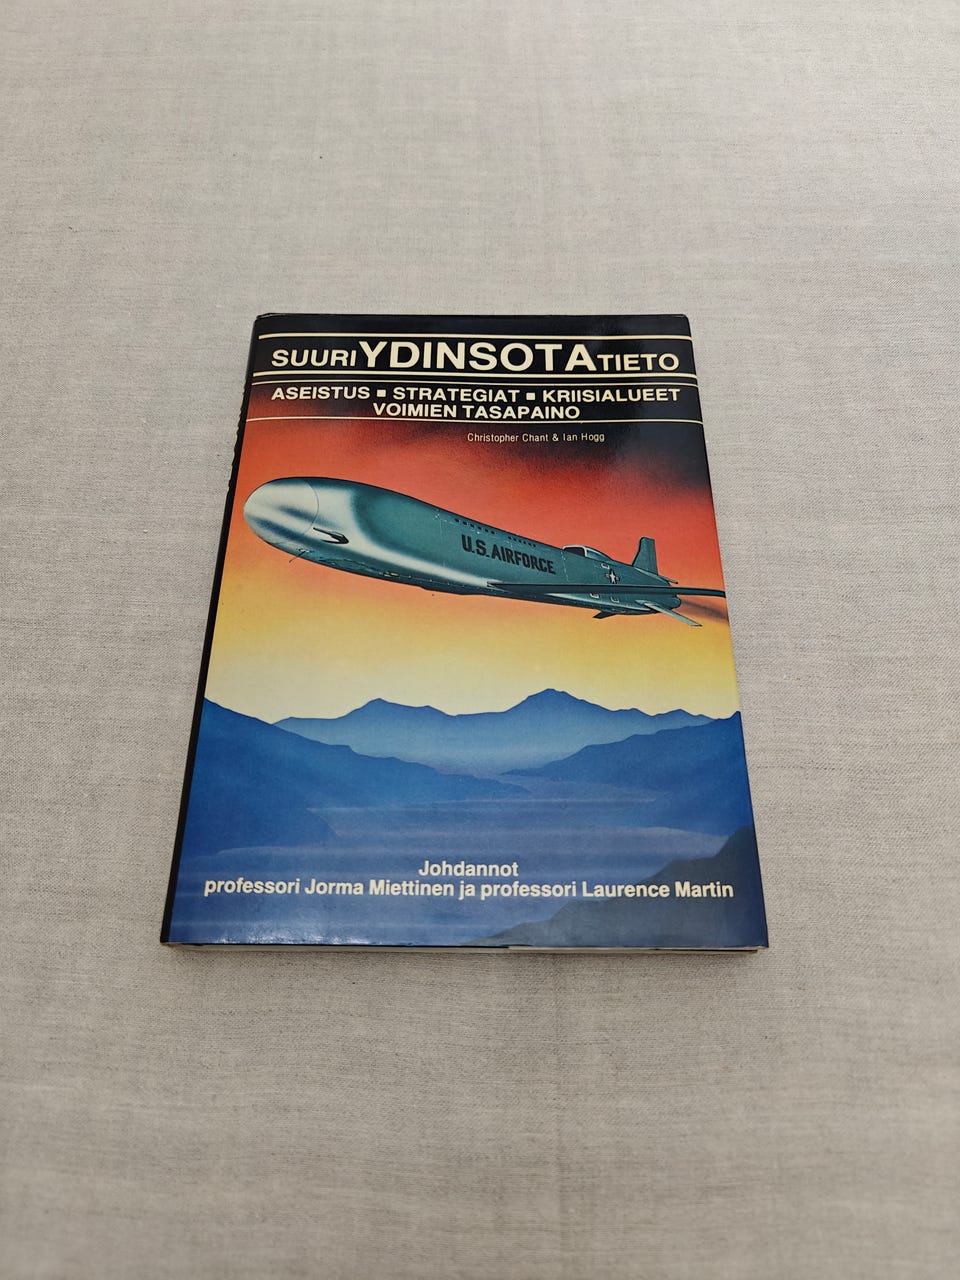 SUURI YDINSOTA TIETO
ASEISTUS ▪ STRATEGIAT ▪ KRIISIALUEET
VOIMIEN TASAPAINO
Christopher Chant & Ian Hogg
U.S. AIRFORCE
Johdannot
professori Jorma Miettinen ja professori Laurence Martin